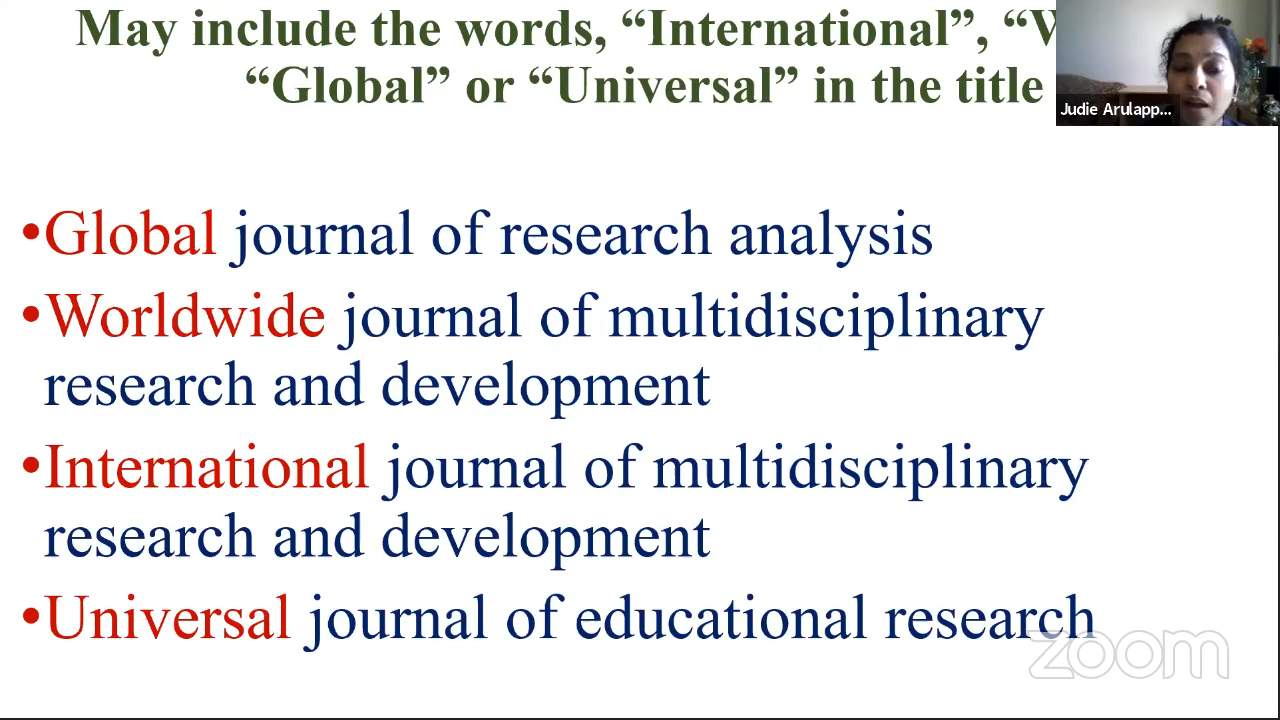 May include the words, “International”,
“Global” or “Universal” in the title
Judie Arulapp...
•Global journal of research analysis
•Worldwide journal of multidisciplinary
research and development
•International journal of multidisciplinary
research and development
•Universal journal of educational research
zoom